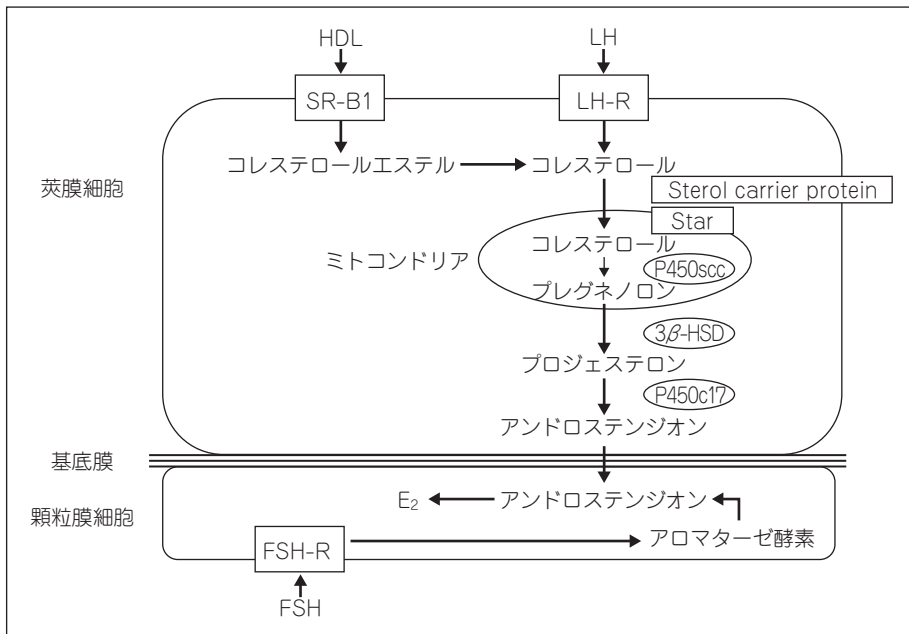 HDL
LH
SR-B1
LH-R
コレステロールエステル
コレステロール
莢膜細胞
Sterol carrier protein
Star
コレステロール
ミトコンドリア
P450scc
プレグネノロン
3β-HSD
プロジェステロン
P450c17
アンドロステンジオン
基底膜
E₂
アンドロステンジオン
顆粒膜細胞
アロマターゼ酵素
FSH-R
FSH